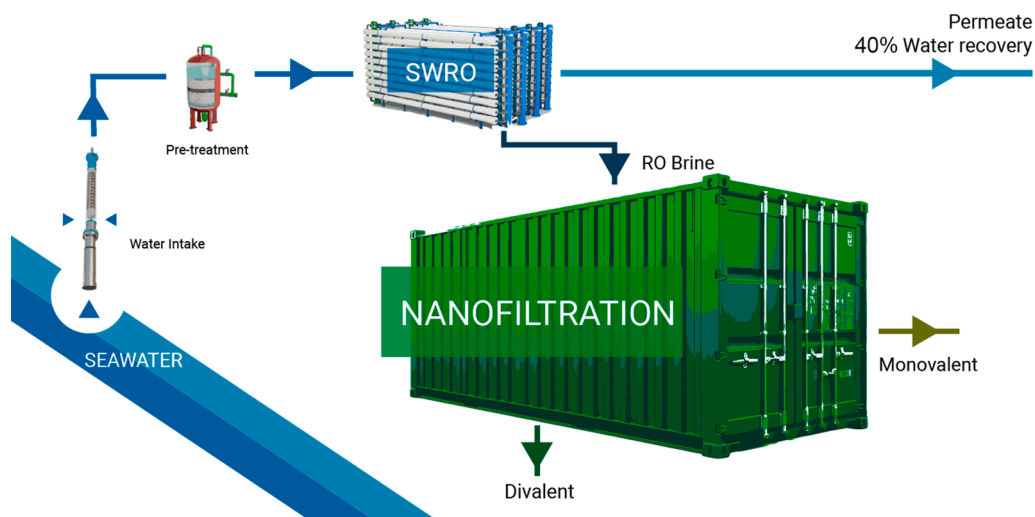 Permeate
40% Water recovery
SWRO
Pre-treatment
RO Brine
Water Intake
NANOFILTRATION
SEAWATER
Monovalent
Divalent